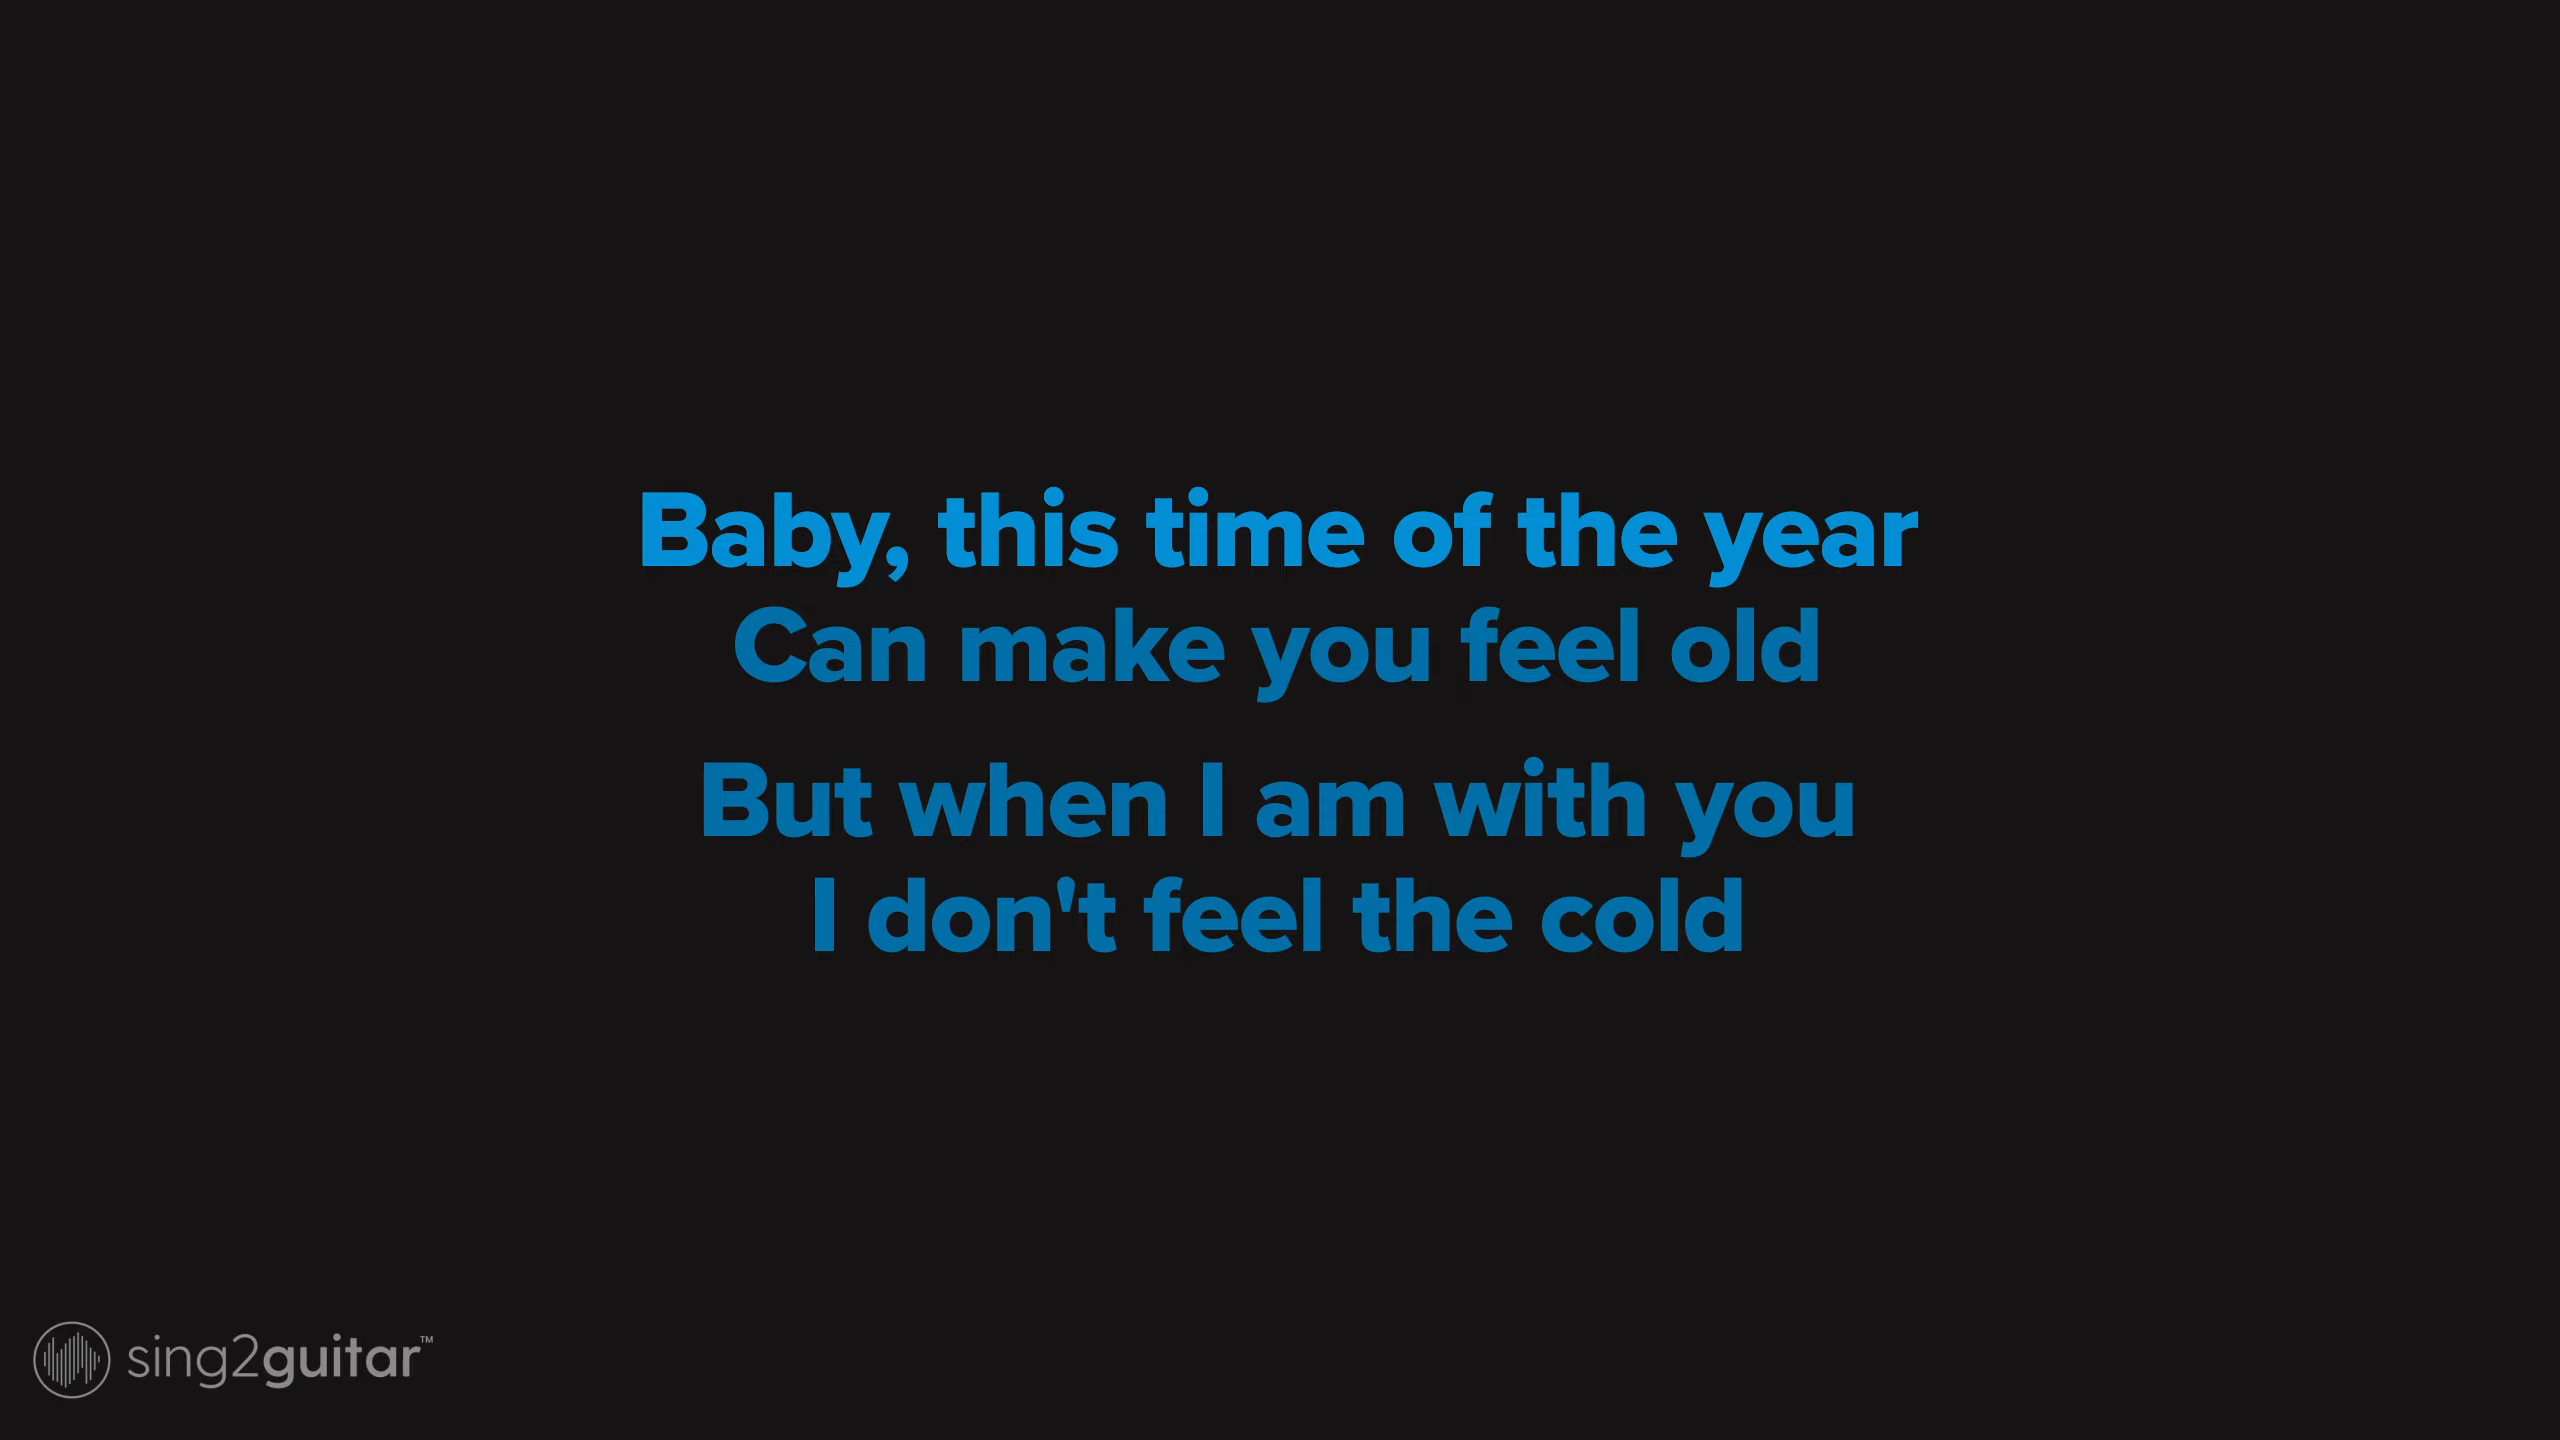 Baby, this time of the year
Can make you feel old
But when I am with you
I don't feel the cold
sing2guitar™